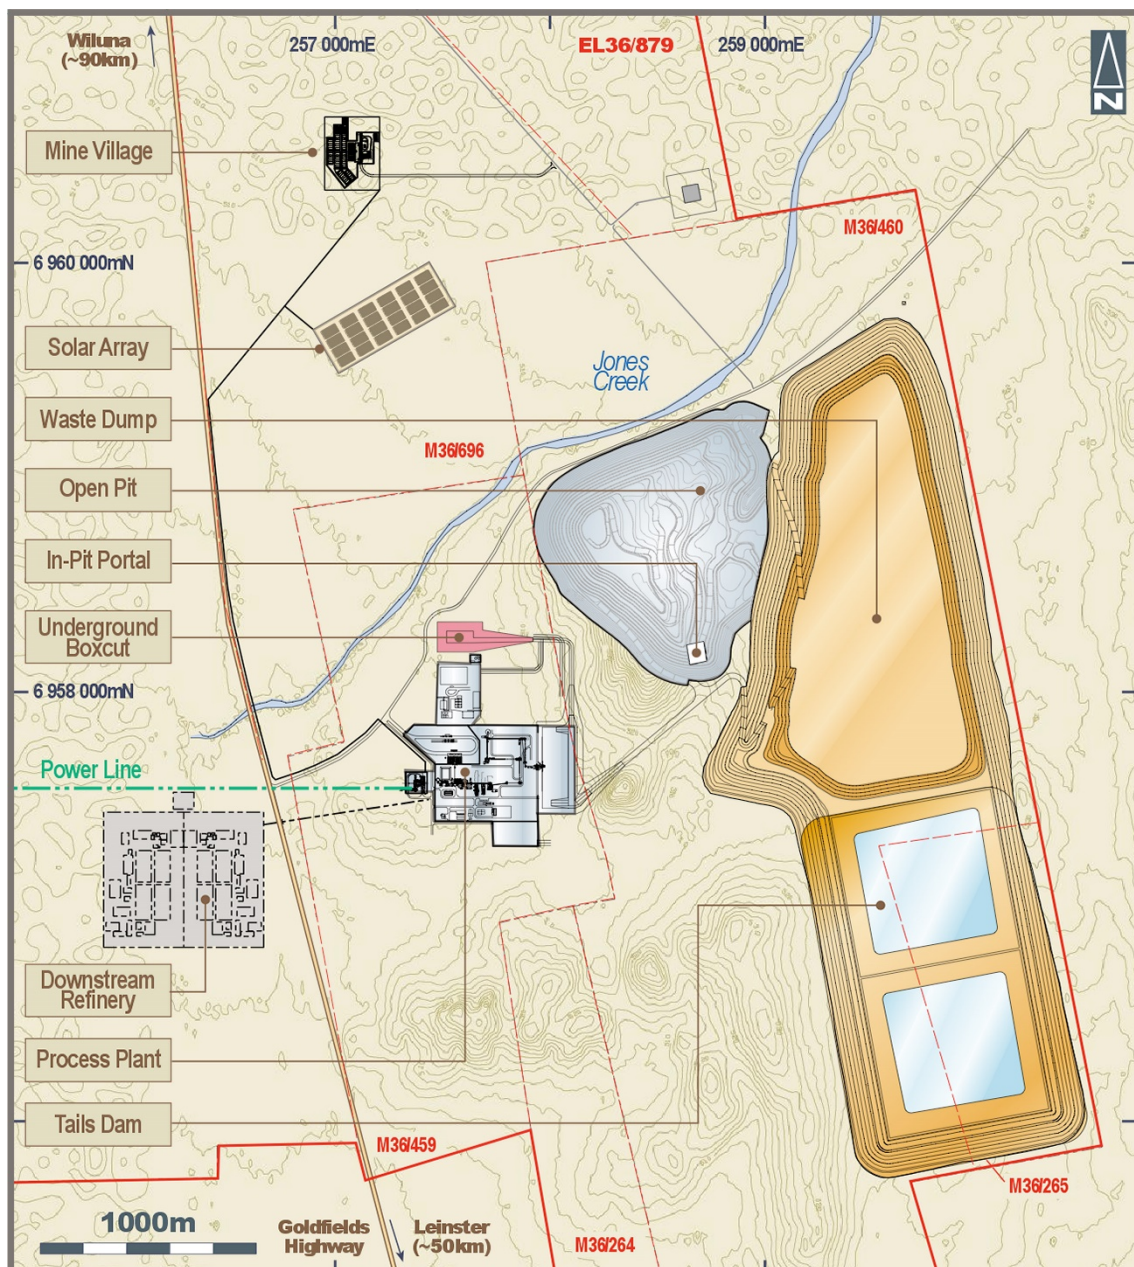 Wiluna
(~90km)
257 000mE
EL36/879
259 000mE
N
Mine Village
M36/460
6 960 000mN
Solar Array
Jones
Creek
Waste Dump
M36/696
Open Pit
In-Pit Portal
Underground
Boxcut
6 958 000mN
Power Line
Downstream
Refinery
Process Plant
Tails Dam
M36/459
M36/265
1000m
Goldfields
Highway
Leinster
(~50km)
M36/264